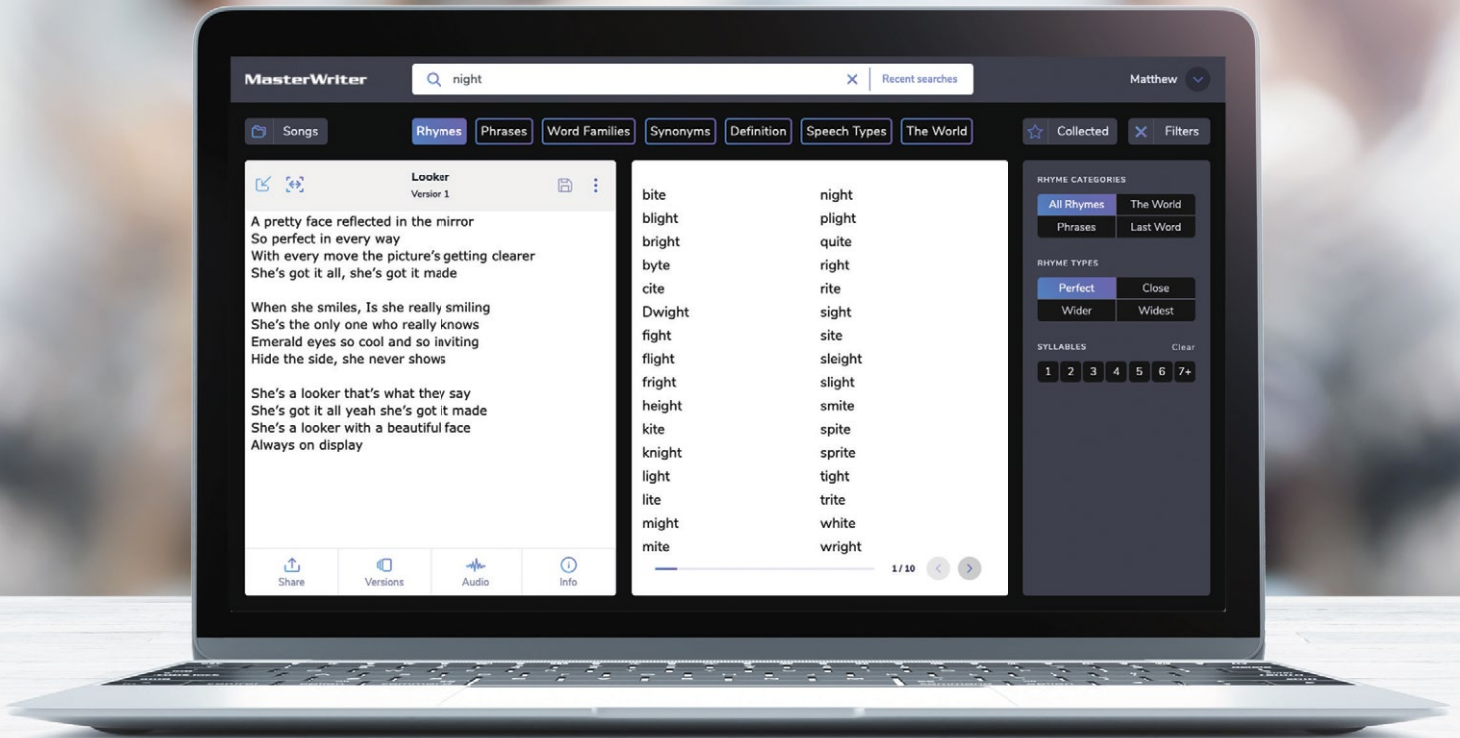 MasterWriter
night
Recent searches
Matthew
Songs
Rhymes
Phrases
Word Families
Synonyms
Definition
Speech Types
The World
Collected
Filters
Looker
Version 1
A pretty face reflected in the mirror
So perfect in every way
With every move the picture's getting clearer
She's got it all, she's got it made
When she smiles, Is she really smiling
She's the only one who really knows
Emerald eyes so cool and so inviting
Hide the side, she never shows
She's a looker that's what they say
She's got it all yeah she's got it made
She's a looker with a beautiful face
Always on display
Share
Versions
Audio
Info
bite
blight
bright
byte
cite
Dwight
fight
flight
fright
height
kite
knight
light
lite
might
mite
night
plight
quite
right
rite
sight
site
sleight
slight
smite
spite
sprite
tight
trite
white
wright
1/10
RHYME CATEGORIES
All Rhymes
The World
Phrases
Last Word
RHYME TYPES
Perfect
Close
Wider
Widest
SYLLABLES
Clear
1 2 3 4 5 6 7+